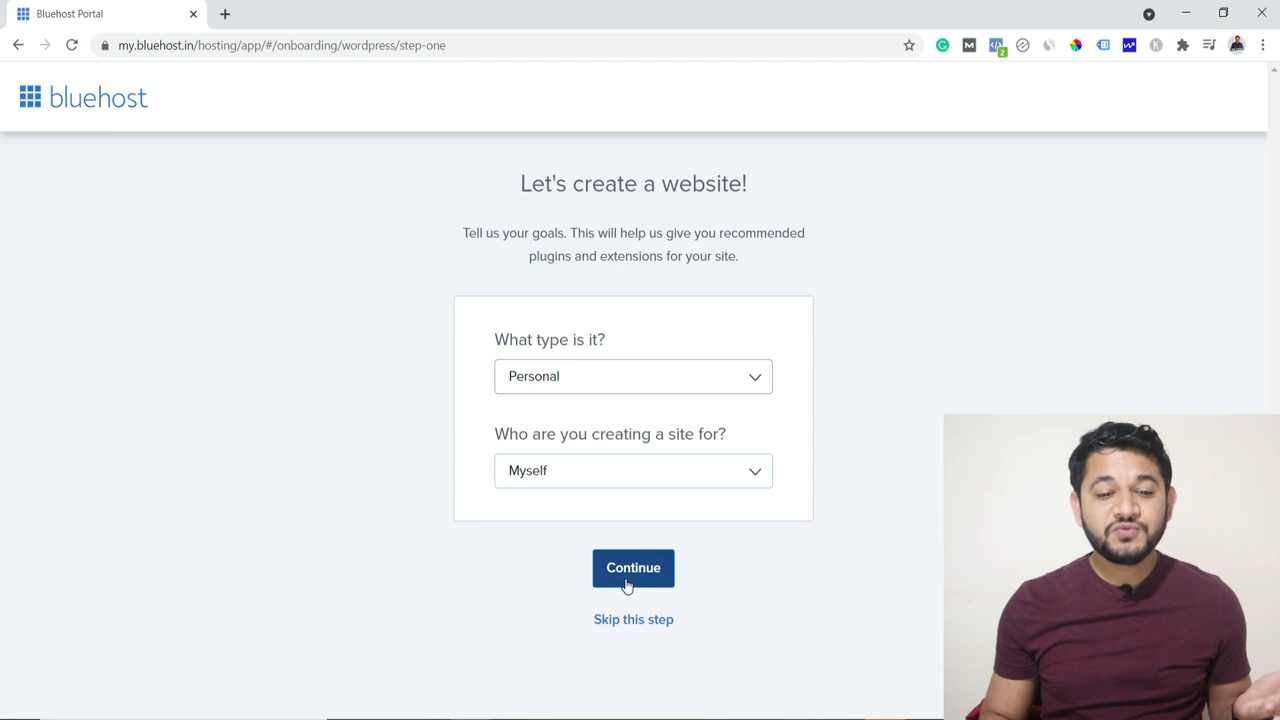 Bluehost Portal
my.bluehost.in/hosting/app/#/onboarding/wordpress/step-one
2
bluehost
Let's create a website!
Tell us your goals. This will help us give you recommended
plugins and extensions for your site.
What type is it?
Personal
Who are you creating a site for?
Myself
Continue
Skip this step